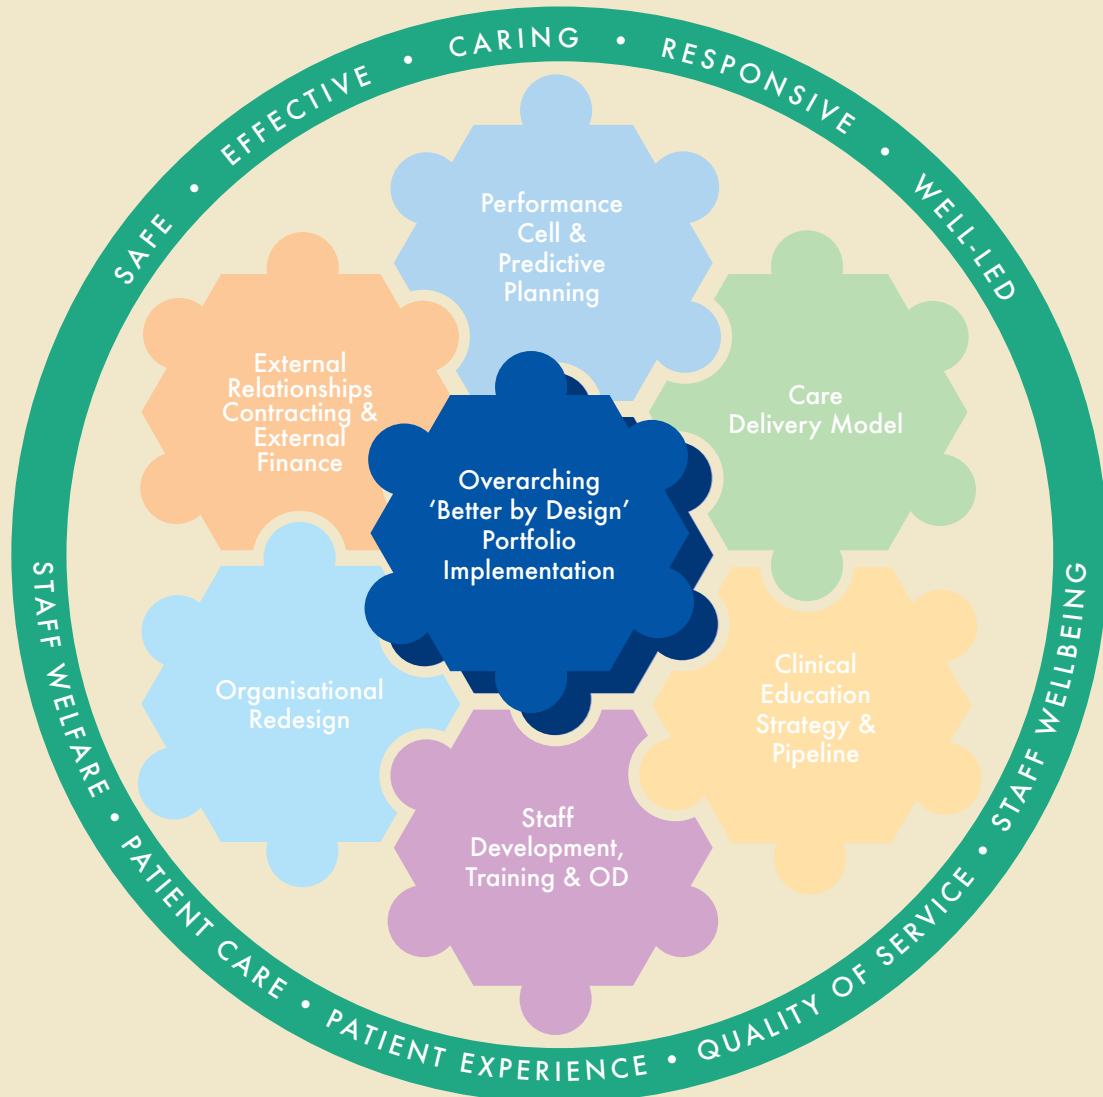 SAFE • EFFECTIVE • CARING • RESPONSIVE • WELL-LED
Performance
Cell &
Predictive
Planning
External
Relationships
Contracting &
External
Finance
Care
Delivery Model
Overarching
‘Better by Design’
Portfolio
Implementation
Organisational
Redesign
Clinical
Education
Strategy &
Pipeline
Staff
Development,
Training & OD
STAFF WELFARE • PATIENT CARE • PATIENT EXPERIENCE • QUALITY OF SERVICE • STAFF WELLBEING